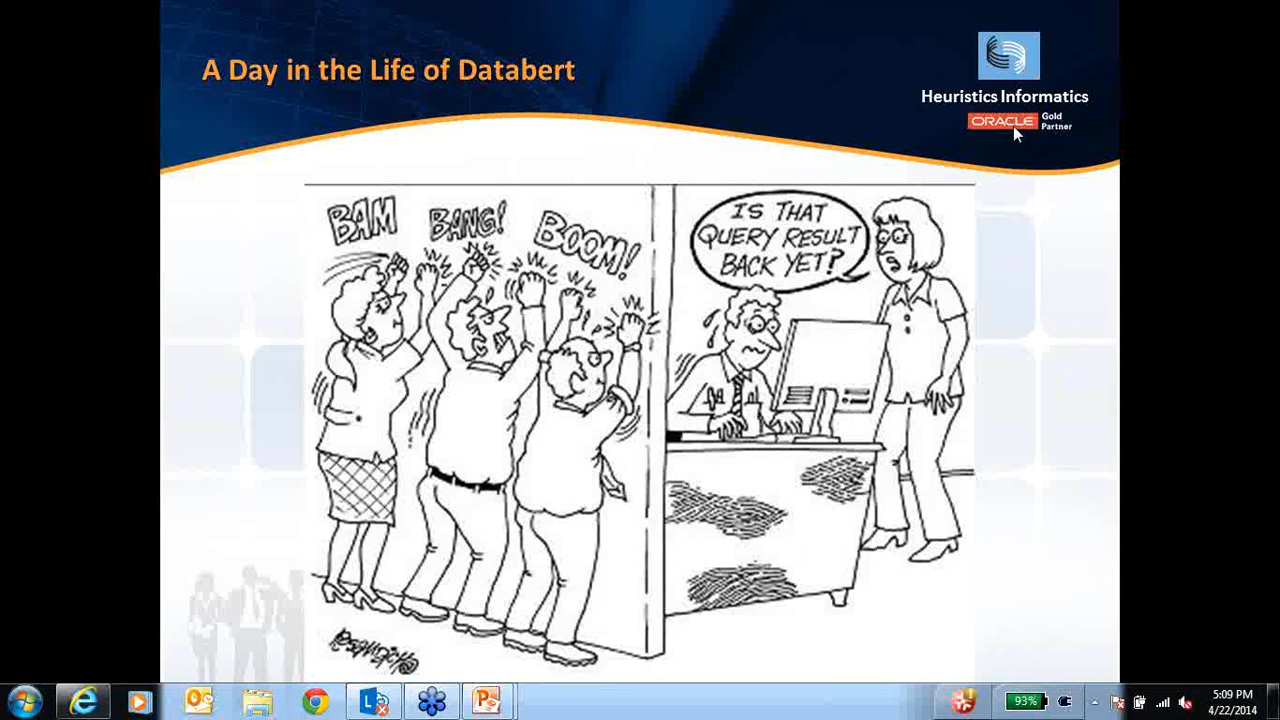 A Day in the Life of Databert
Heuristics Informatics
ORACLE Gold
Partner
BAM
BANG!
BOOM!
IS THAT
QUERY RESULT
BACK YET?
93%
5:09 PM
4/22/2014